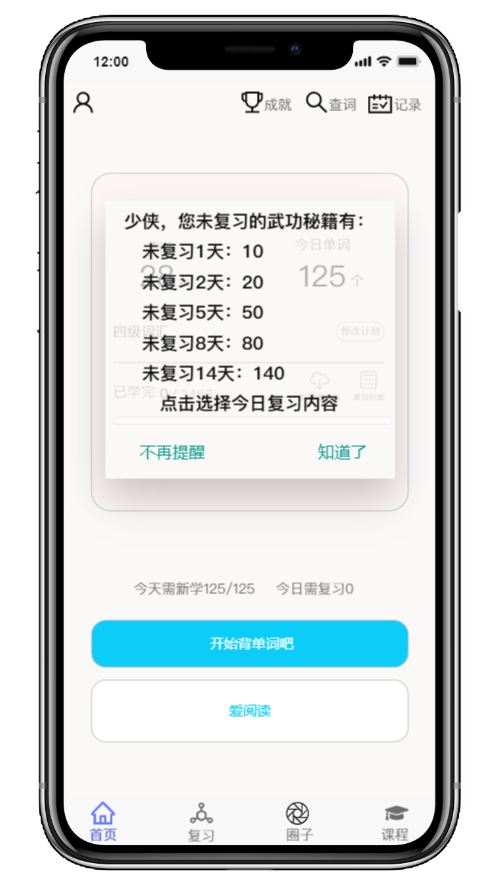 12:00
成就 查词 记录
少侠，您未复习的武功秘籍有：
未复习1天：10
今日单词
未复习2天：20
125 个
未复习5天：50
四级词汇 修改计划
未复习8天：80
未复习14天：140
已学完
点击选择今日复习内容
不再提醒 知道了
今天需新学125/125 今日需复习0
开始背单词吧
爱阅读
首页 复习 圈子 课程